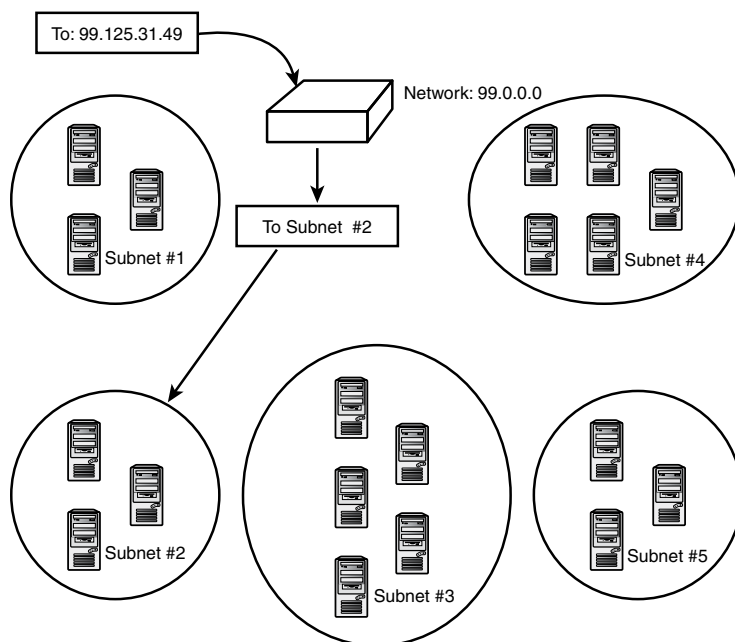 To: 99.125.31.49
Network: 99.0.0.0
Subnet #1
To Subnet #2
Subnet #4
Subnet #2
Subnet #3
Subnet #5